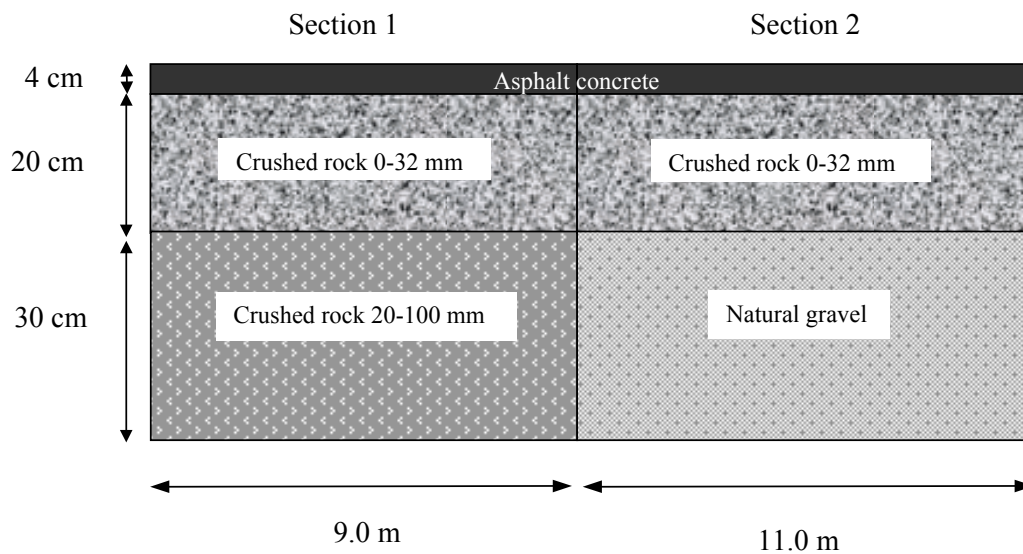 Section 1
Section 2
4 cm
Asphalt concrete
20 cm
Crushed rock 0-32 mm
Crushed rock 0-32 mm
30 cm
Crushed rock 20-100 mm
Natural gravel
9.0 m
11.0 m